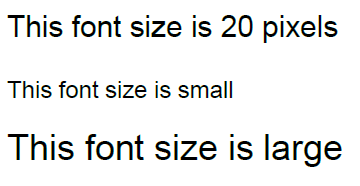 This font size is 20 pixels
This font size is small
This font size is large